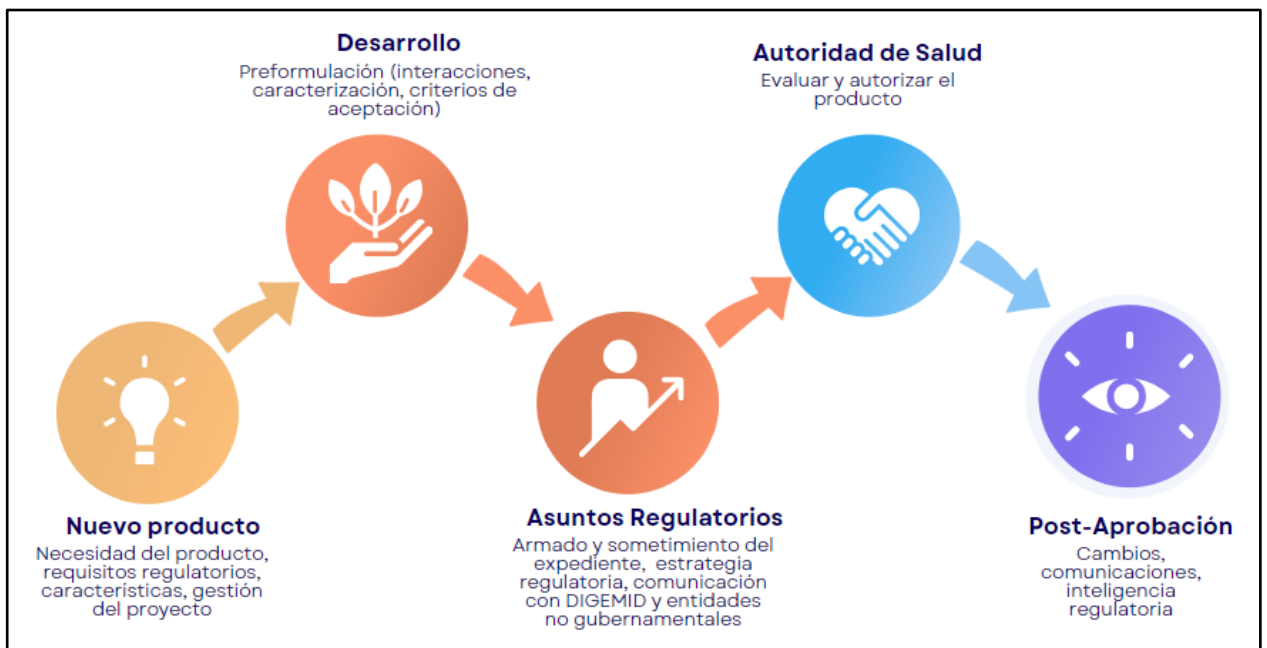 Desarrollo
Preformulación (interacciones,
caracterización, criterios de
aceptación)
Autoridad de Salud
Evaluar y autorizar el
producto
Nuevo producto
Necesidad del producto,
requisitos regulatorios,
características, gestión
del proyecto
Asuntos Regulatorios
Armado y sometimiento del
expediente, estrategia
regulatoria, comunicación
con DIGEMID y entidades
no gubernamentales
Post-Aprobación
Cambios,
comunicaciones,
inteligencia
regulatoria